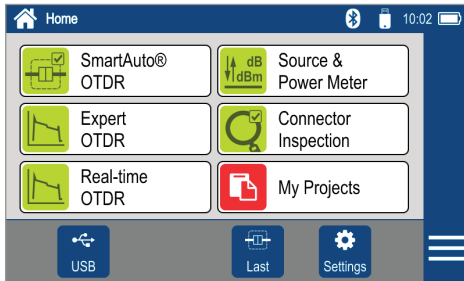 Home
10:02
SmartAuto®
OTDR
dB
dBm
Source &
Power Meter
Expert
OTDR
Connector
Inspection
Real-time
OTDR
My Projects
USB
Last
Settings